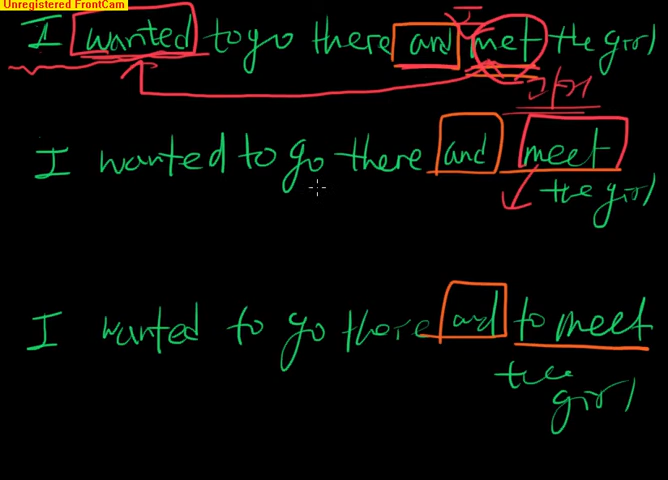 Unregistered FrontCam
I wanted to go there and met the girl
I wanted to go there and meet
the girl
I wanted to go there and to meet
the
girl